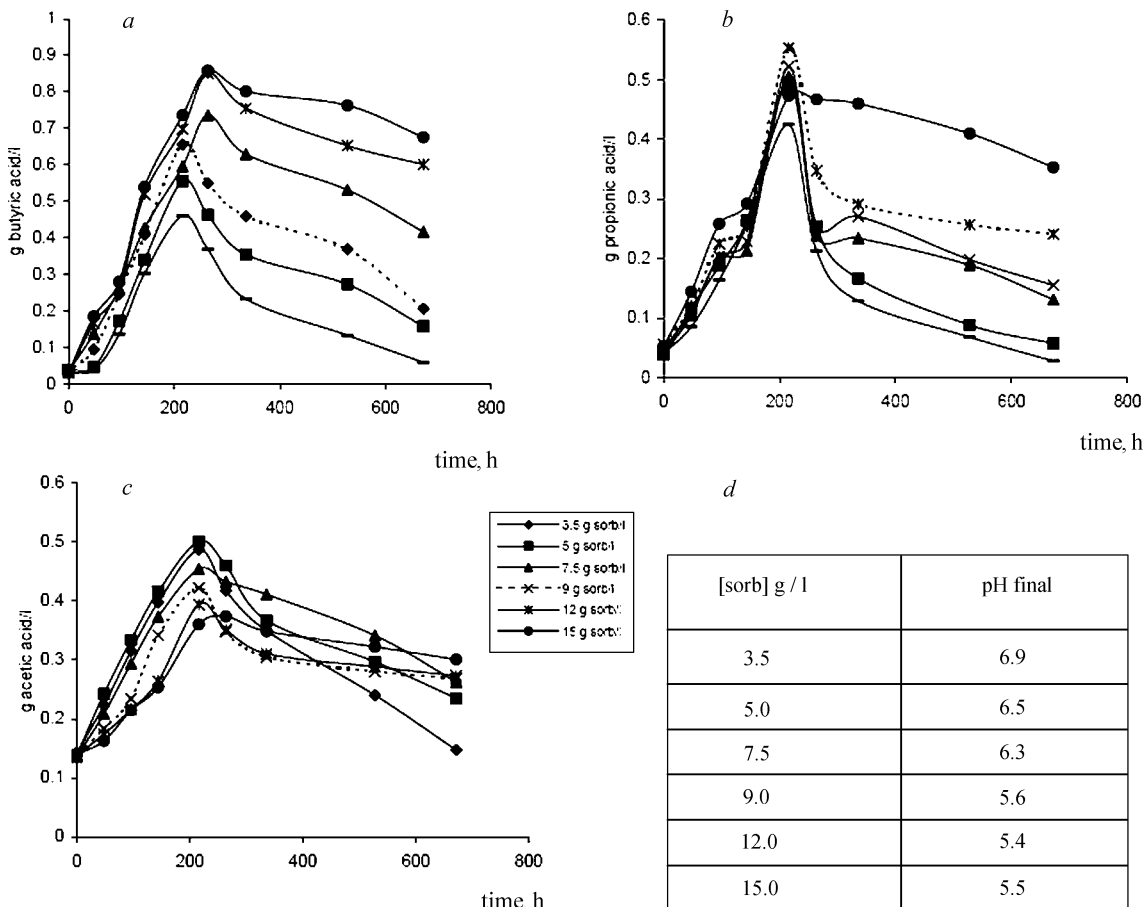 a
g butyric acid/l
1
0.9
0.8
0.7
0.6
0.5
0.4
0.3
0.2
0.1
0
0 200 400 600 800
time, h
b
g propionic acid/l
0.6
0.5
0.4
0.3
0.2
0.1
0
0 200 400 600 800
time, h
c
g acetic acid/l
0.6
0.5
0.4
0.3
0.2
0.1
0
0 200 400 600 800
time, h
3.5 g sorb/l
5 g sorb/l
7.5 g sorb/l
9 g sorb/l
12 g sorb/l
15 g sorb/l
d
[sorb] g / l pH final
3.5 6.9
5.0 6.5
7.5 6.3
9.0 5.6
12.0 5.4
15.0 5.5